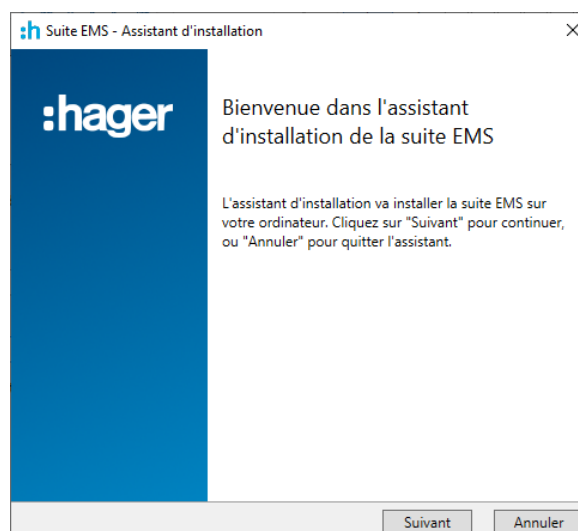 :h Suite EMS - Assistant d'installation
:hager
Bienvenue dans l'assistant
d'installation de la suite EMS
L'assistant d'installation va installer la suite EMS sur
votre ordinateur. Cliquez sur "Suivant" pour continuer,
ou "Annuler" pour quitter l'assistant.
Suivant
Annuler